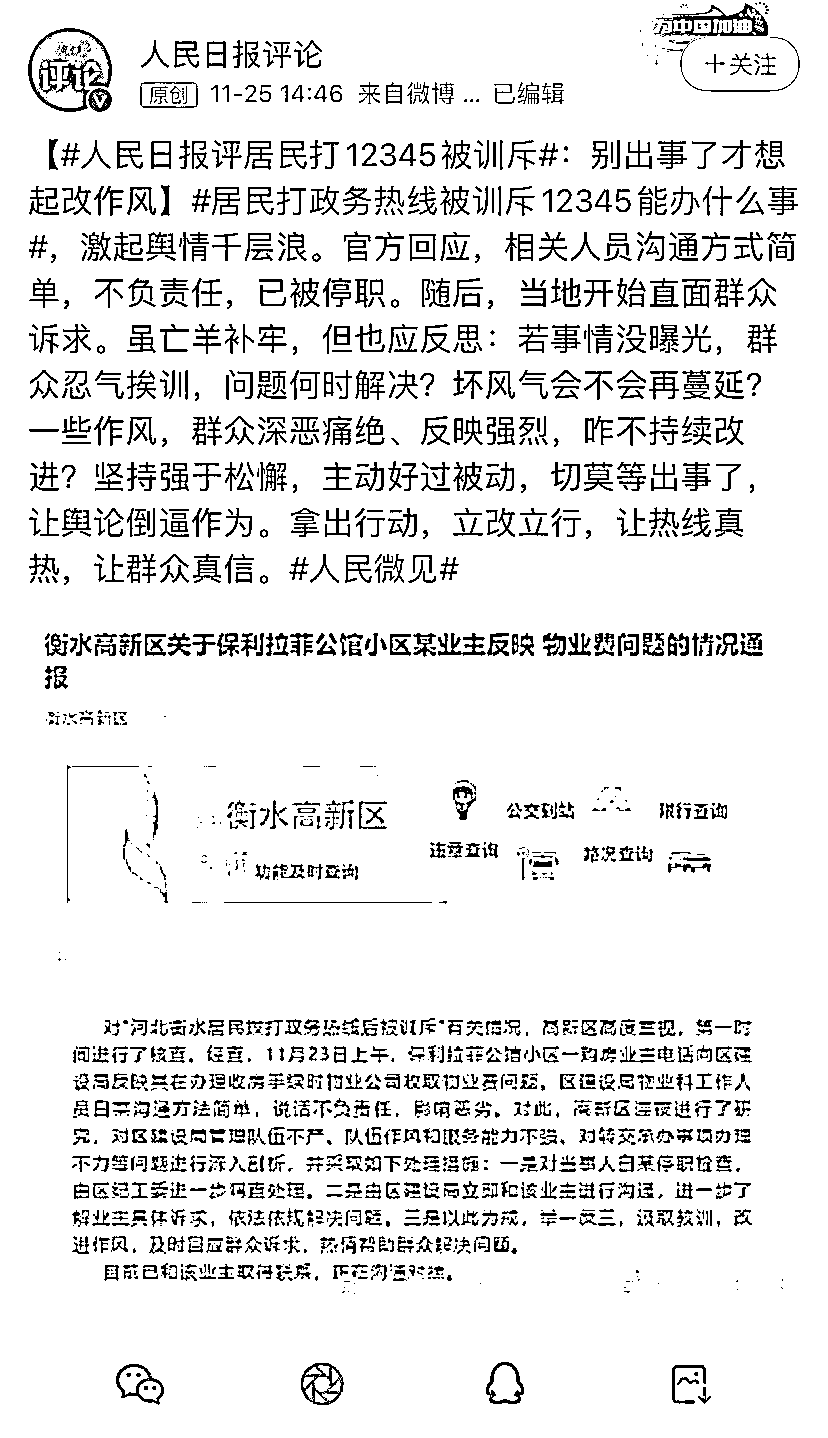 为中国加油
评论
人民日报评论
+关注
原创 11-25 14:46 来自微博 ... 已编辑
【#人民日报评居民打12345被训斥#：别出事了才想
起改作风】#居民打政务热线被训斥12345能办什么事
#，激起舆情千层浪。官方回应，相关人员沟通方式简
单，不负责任，已被停职。随后，当地开始直面群众
诉求。虽亡羊补牢，但也应反思：若事情没曝光，群
众忍气挨训，问题何时解决？坏风气会不会再蔓延？
一些作风，群众深恶痛绝、反映强烈，咋不持续改
进？坚持强于松懈，主动好过被动，切莫等出事了，
让舆论倒逼作为。拿出行动，立改立行，让热线真
热，让群众真信。#人民微见#
衡水高新区关于保利拉菲公馆小区某业主反映 物业费问题的情况通
报
衡水高新区
衡水高新区
公交到站
银行查询
违章查询
路况查询
功能及时查询
对"河北衡水居民拨打政务热线后被训斥"有关情况，高新区高度重视，第一时
间进行了核查。经查，11月23日上午，保利拉菲公馆小区一购房业主电话向区建
设局反映其在办理收房手续时物业公司收取物业费问题。区建设局物业科工作人
员白某沟通方法简单，说话不负责任，影响恶劣。对此，高新区连夜进行了研
究，对区建设局管理队伍不严、队伍作风和服务能力不强、对转交承办事项办理
不力等问题进行深入剖析，并采取如下处理措施：一是对当事人白某停职检查，
由区纪工委进一步调查处理。二是由区建设局立即和该业主进行沟通，进一步了
解业主具体诉求，依法依规解决问题。三是以此为戒，举一反三，汲取教训，改
进作风，及时回应群众诉求，热情帮助群众解决问题。
目前已和该业主取得联系，正在沟通对接。